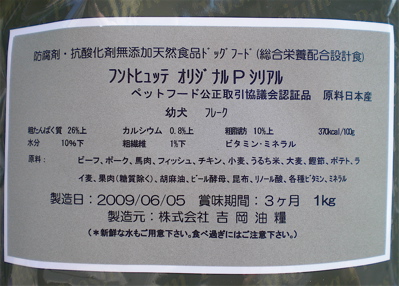 防腐剤・抗酸化剤無添加天然食品ﾄﾞｯｸﾞﾌｰﾄﾞ(総合栄養配合設計食)
フントヒュッテ オリジナルP シリアル
ペットフード公正取引協議会認証品 原料日本産
幼犬 フレーク
粗たんぱく質 26%上 カルシウム 0.8%上 粗脂肪 10%上 370kcal/100g
水分 10%下 粗繊維 1%下 ビタミン・ミネラル
原料： ビーフ、ポーク、馬肉、フィッシュ、チキン、小麦、うるち米、大麦、鰹節、ポテト、ラ
イ麦、果肉(糖質除く)、胡麻油、ビール酵母、昆布、リノール酸、各種ビタミン、ミネラル
製造日：2009/06/05 賞味期間：3ヶ月 1kg
製造元：株式会社 吉岡油糧
(＊新鮮な水もご用意下さい。食べ過ぎにはご注意下さい。)